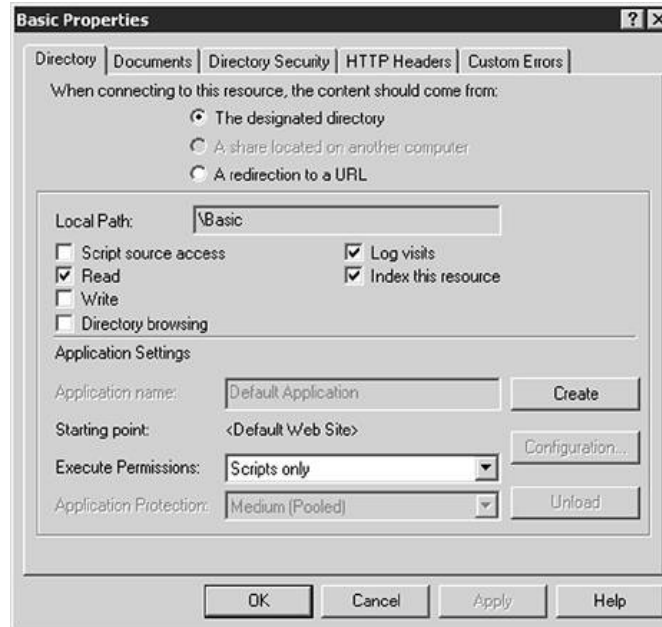 Basic Properties
Directory Documents Directory Security HTTP Headers Custom Errors
When connecting to this resource, the content should come from:
The designated directory
A share located on another computer
A redirection to a URL
Local Path: \Basic
Script source access Log visits
Read Index this resource
Write
Directory browsing
Application Settings
Application name: Default Application Create
Starting point: <Default Web Site>
Configuration...
Execute Permissions: Scripts only
Application Protection: Medium (Pooled) Unload
OK Cancel Apply Help